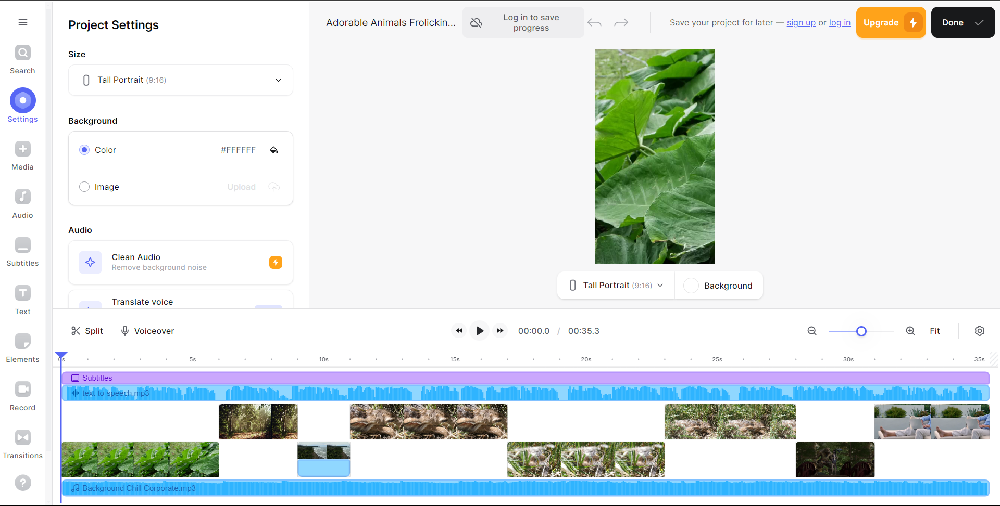 Search
Settings
Media
Audio
Subtitles
Text
Elements
Record
Transitions
?
Project Settings
Size
Tall Portrait (9:16)
Background
Color #FFFFFF
Image Upload
Audio
Clean Audio
Remove background noise
Translate voice
Adorable Animals Frolickin...
Log in to save
progress
Save your project for later — sign up or log in
Upgrade
Done
Tall Portrait (9:16)
Background
Split
Voiceover
00:00.0 / 00:35.3
Fit
0s 5s 10s 15s 20s 25s 30s 35s
Subtitles
text-to-speech.mp3
Background Chill Corporate.mp3